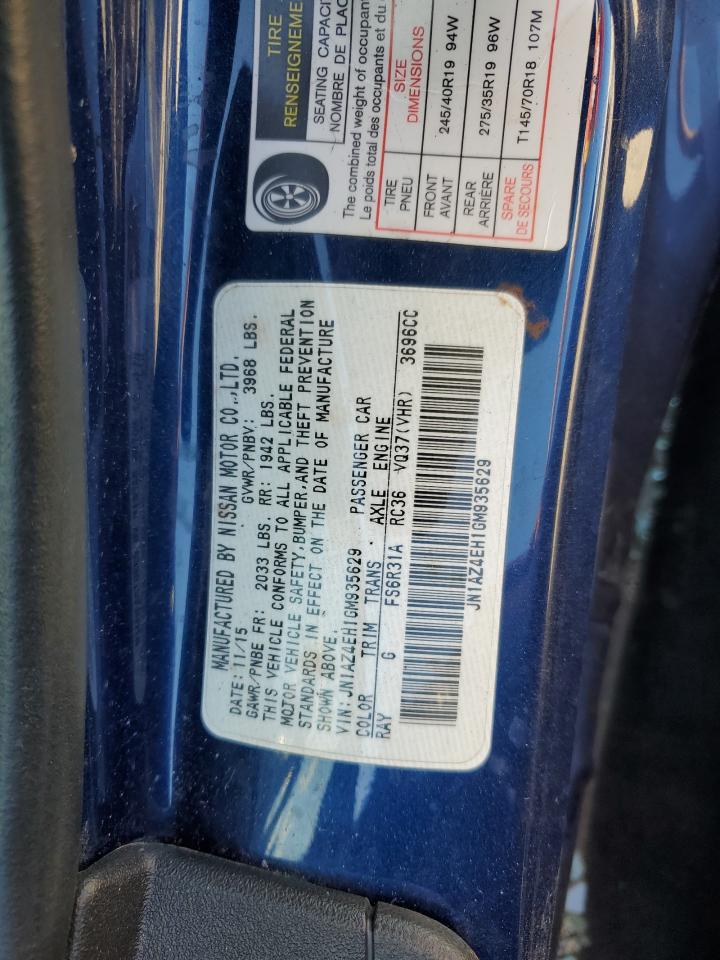 MANUFACTURED BY NISSAN MOTOR CO.,LTD.
DATE: 11/15 GVWR/PNBV: 3968 LBS.
GAWR/PNBE FR: 2033 LBS. RR: 1942 LBS.
THIS VEHICLE CONFORMS TO ALL APPLICABLE FEDERAL
MOTOR VEHICLE SAFETY,BUMPER,AND THEFT PREVENTION
STANDARDS IN EFFECT ON THE DATE OF MANUFACTURE
SHOWN ABOVE.
VIN:JN1AZ4EH1GM935629 PASSENGER CAR
COLOR TRIM TRANS. AXLE ENGINE
RAY G FS6R31A RC36 VQ37(VHR) 3696CC
JN1AZ4EH1GM935629
TIRE
RENSEIGNEME
SEATING CAPACI
NOMBRE DE PLAC
The combined weight of occupant
Le poids total des occupants et du
TIRE SIZE
PNEU DIMENSIONS
FRONT 245/40R19 94W
AVANT
REAR 275/35R19 96W
ARRIÈRE
SPARE T145/70R18 107M
DE SECOURS